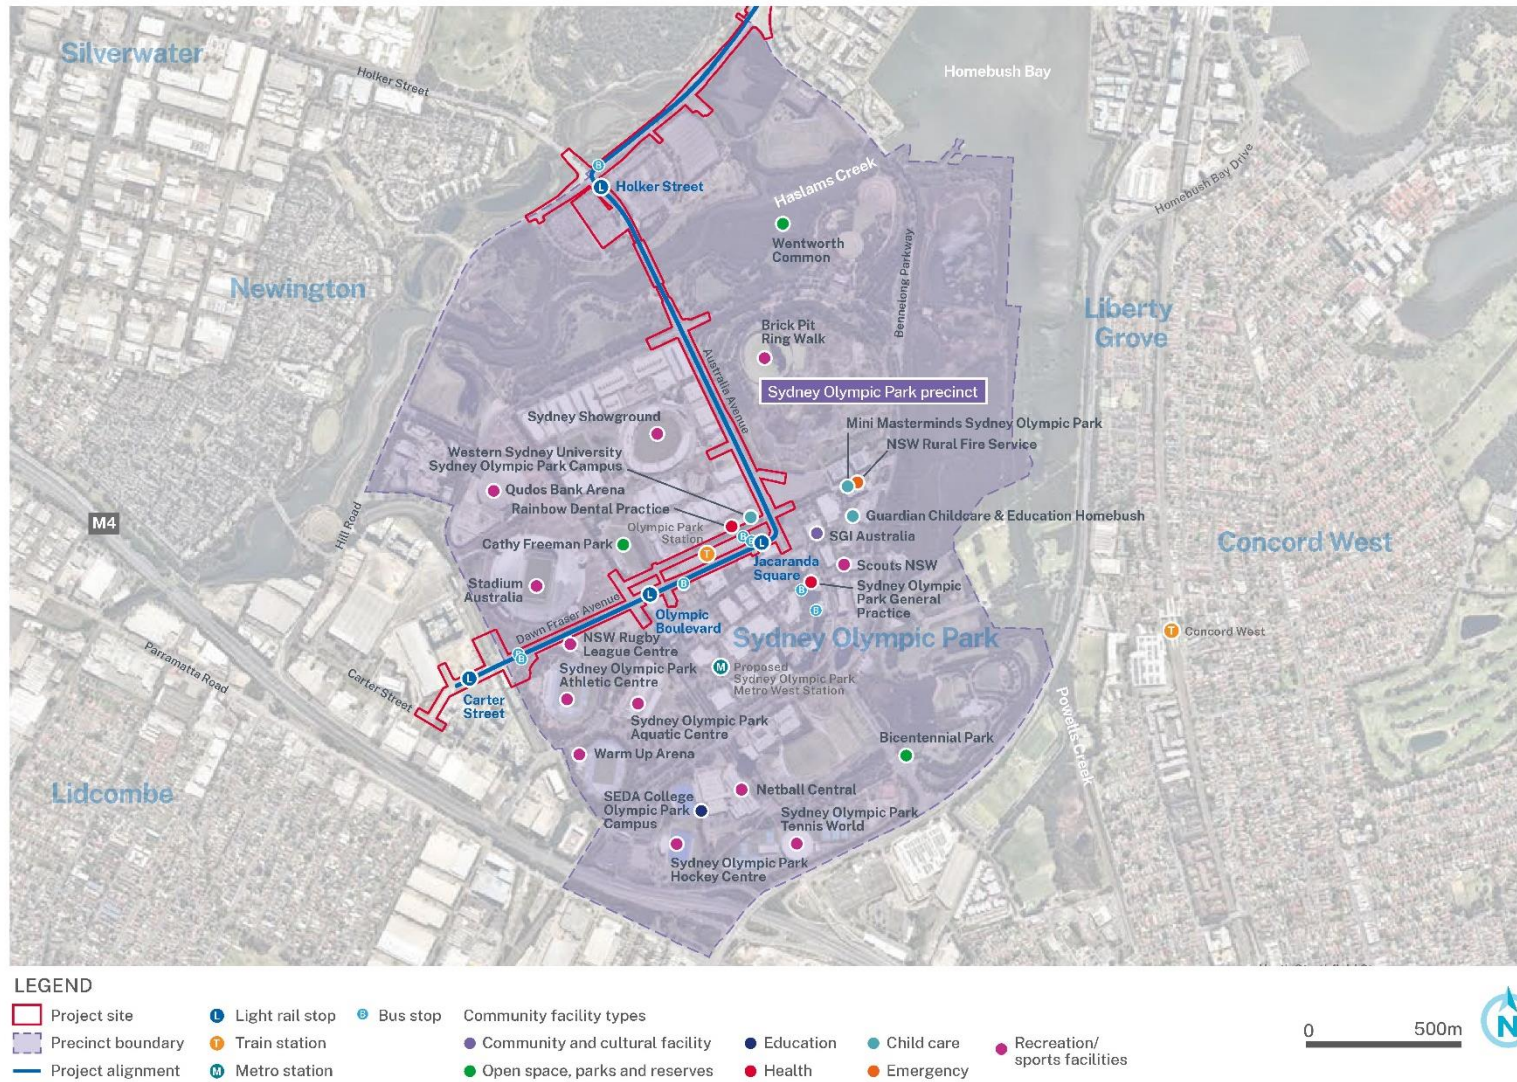 Silverwater
Holker Street
Homebush Bay
Homebush Bay Drive
Haslams Creek
Holker Street
Wentworth
Common
Bennelong Parkway
Newington
Liberty
Grove
Brick Pit
Ring Walk
Australia Avenue
Sydney Olympic Park precinct
Sydney Showground
Mini Masterminds Sydney Olympic Park
NSW Rural Fire Service
Western Sydney University
Sydney Olympic Park Campus
Qudos Bank Arena
Rainbow Dental Practice
Guardian Childcare & Education Homebush
M4
Hill Road
Olympic Park
Station
SGI Australia
Cathy Freeman Park
Concord West
Jacaranda
Square
Scouts NSW
Stadium
Australia
Sydney Olympic
Park General
Practice
Dawn Fraser Avenue
Olympic
Boulevard
Sydney Olympic Park
Concord West
NSW Rugby
League Centre
Parramatta Road
Carter Street
Sydney Olympic Park
Athletic Centre
Proposed
Sydney Olympic Park
Metro West Station
Carter
Street
Sydney Olympic Park
Aquatic Centre
Powells Creek
Bicentennial Park
Warm Up Arena
Lidcombe
Netball Central
SEDA College
Olympic Park
Campus
Sydney Olympic Park
Tennis World
Sydney Olympic Park
Hockey Centre
L
L
L
L
B
B
B
B
B
B
B
B
T
T
M
LEGEND
Project site
Precinct boundary
Project alignment
L Light rail stop
T Train station
M Metro station
B Bus stop
Community facility types
Community and cultural facility
Open space, parks and reserves
Education
Health
Child care
Emergency
Recreation/
sports facilities
0 500m
N